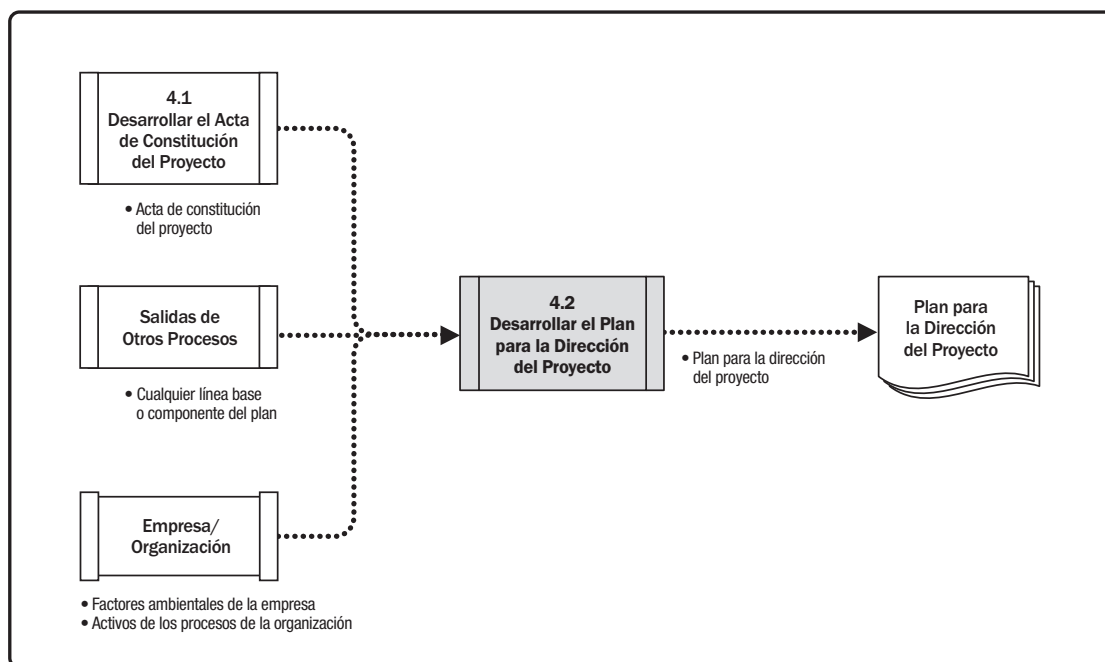 4.1
Desarrollar el Acta
de Constitución
del Proyecto
• Acta de constitución
del proyecto
Salidas de
Otros Procesos
• Cualquier línea base
o componente del plan
Empresa/
Organización
• Factores ambientales de la empresa
• Activos de los procesos de la organización
4.2
Desarrollar el Plan
para la Dirección
del Proyecto
• Plan para la dirección
del proyecto
Plan para
la Dirección
del Proyecto